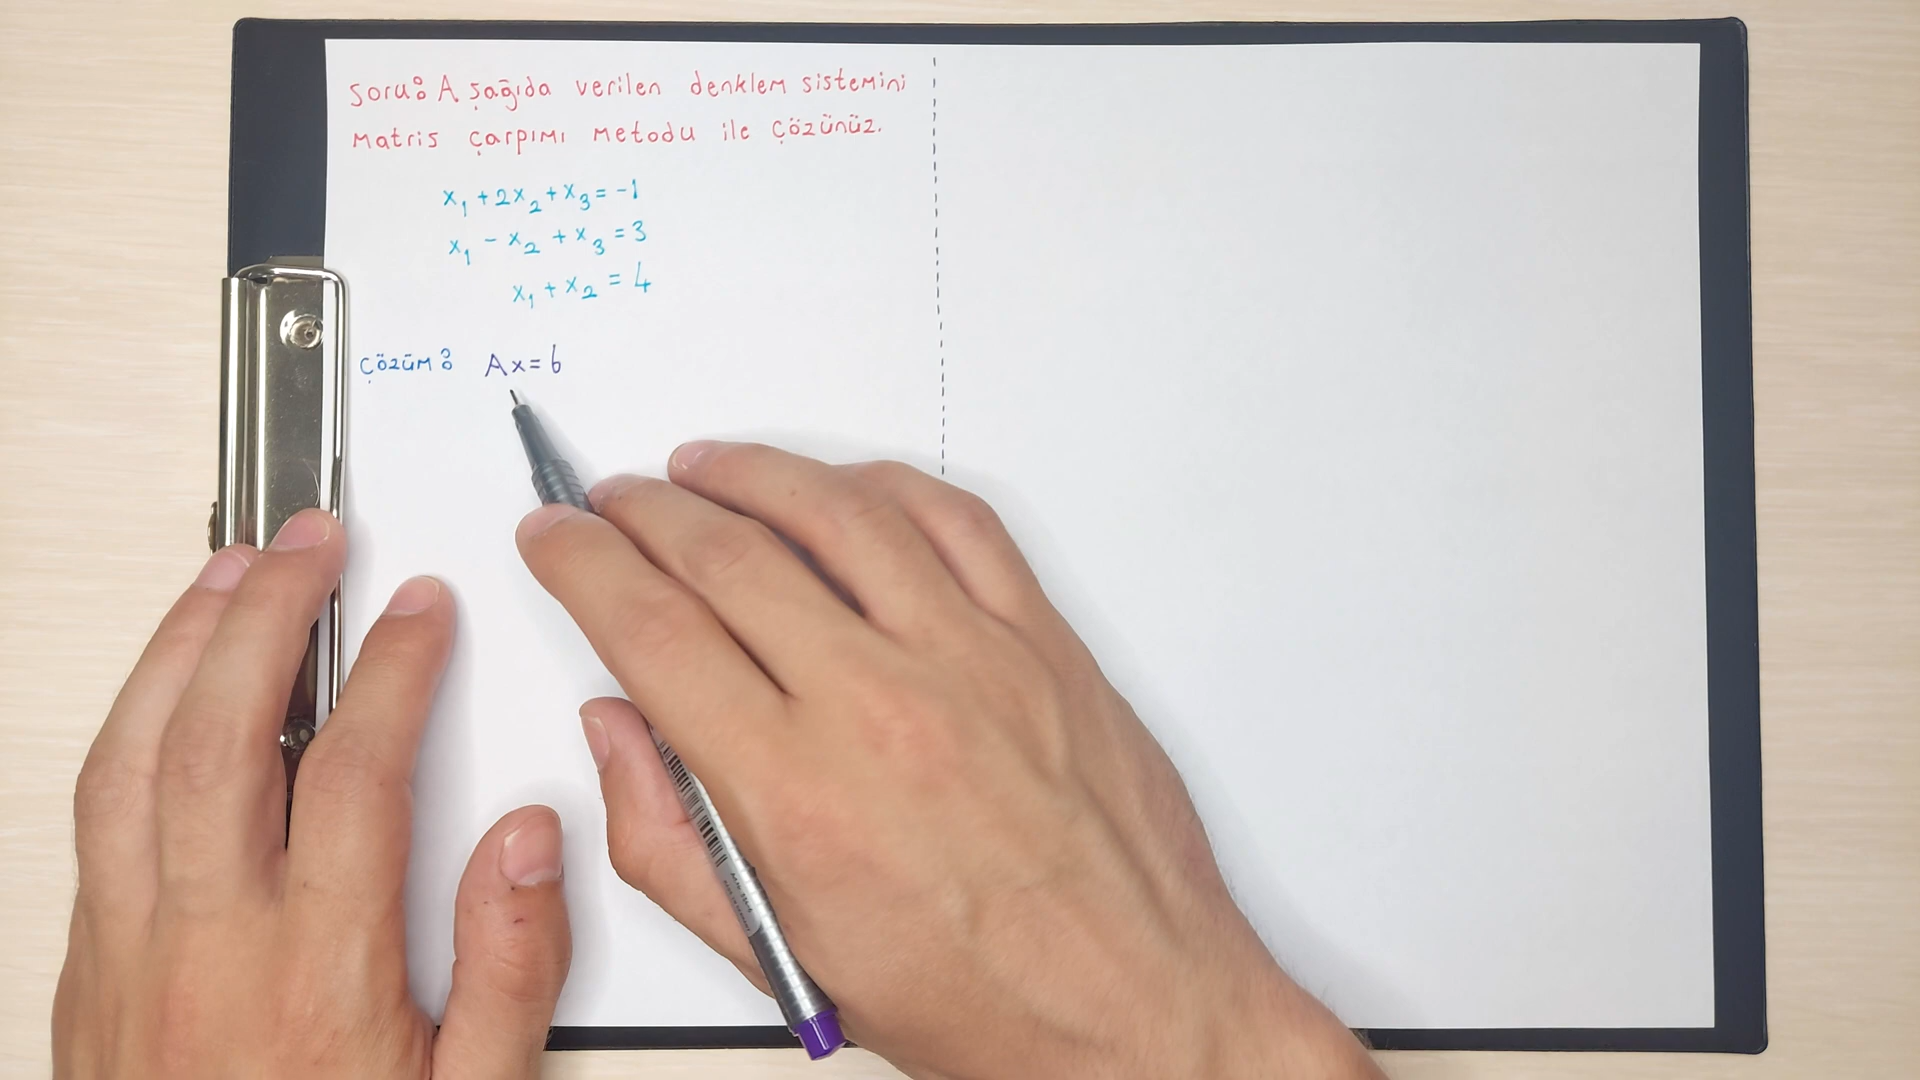 Soru: Aşağıda verilen denklem sistemini
Matris çarpımı metodu ile çözünüz.
x₁ + 2x₂ + x₃ = -1
x₁ - x₂ + x₃ = 3
x₁ + x₂ = 4
Çözüm: Ax = b